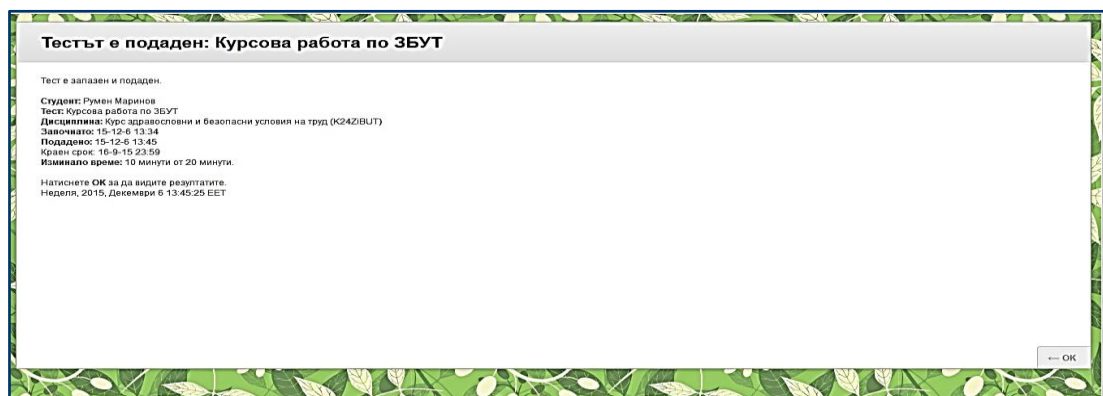 Тестът е подаден: Курсова работа по ЗБУТ
Тест е запазен и подаден.
Студент: Румен Маринов
Тест: Курсова работа по ЗБУТ
Дисциплина: Курс здравословни и безопасни условия на труд (K24ZiBUT)
Започнато: 15-12-6 13:34
Подадено: 15-12-6 13:45
Краен срок: 16-9-15 23:59
Изминало време: 10 минути от 20 минути.
Натиснете ОК за да видите резултатите.
Неделя, 2015, Декември 6 13:45:25 EET
← OK